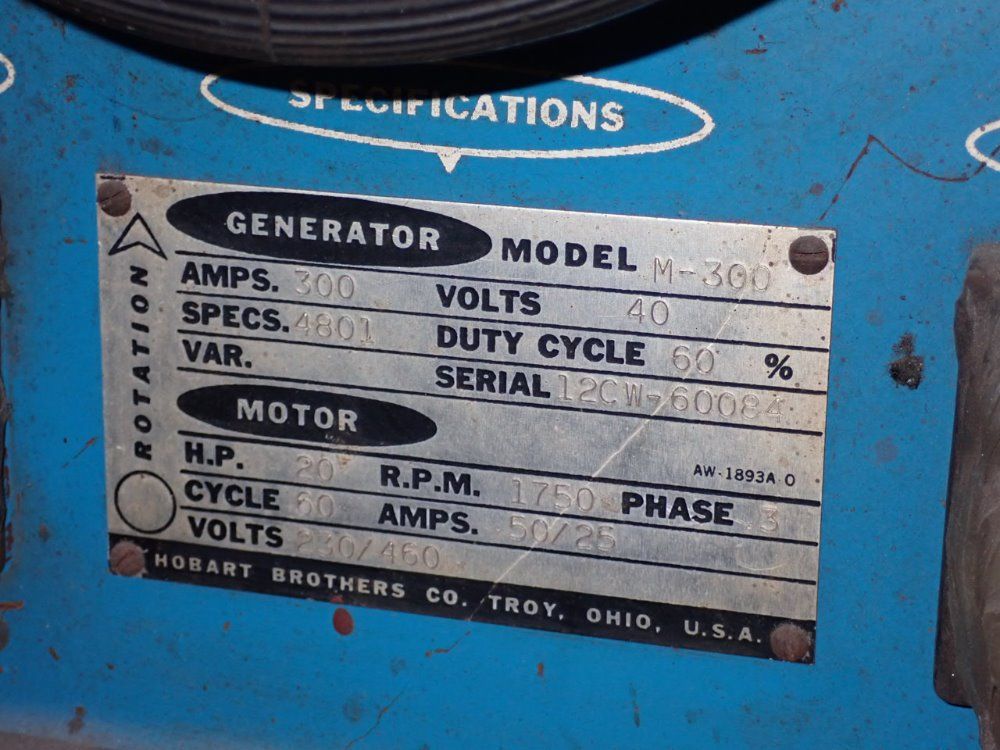 SPECIFICATIONS
GENERATOR MODEL M-300
AMPS. 300 VOLTS 40
SPECS. 4801 DUTY CYCLE 60 %
VAR. SERIAL 12CW-60084
MOTOR
AW-1893A-0
H.P. 20 R.P.M. 1750 PHASE 3
CYCLE 60 AMPS. 50/25
VOLTS 230/460
ROTATION
HOBART BROTHERS CO. TROY, OHIO, U.S.A.